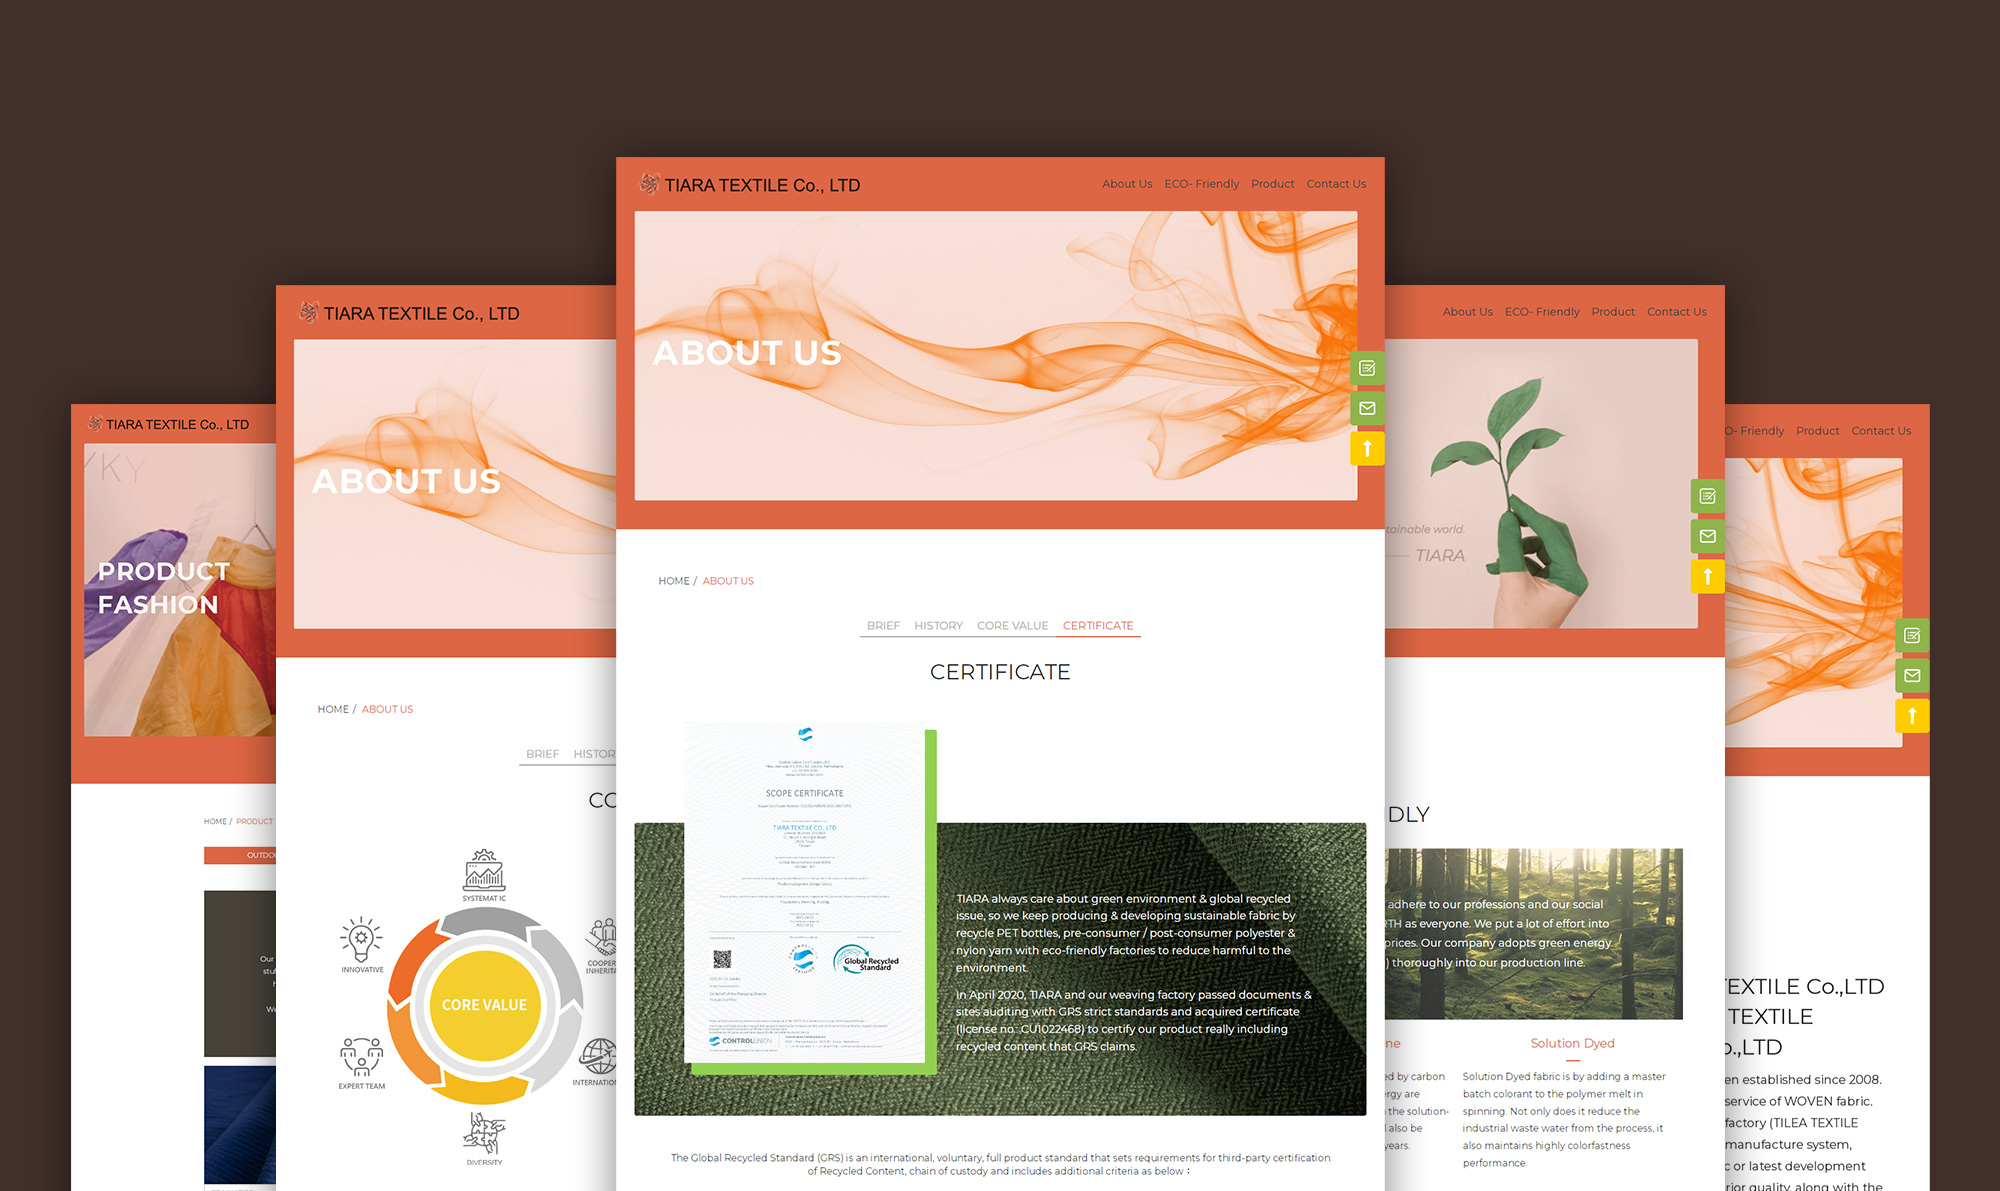 TIARA TEXTILE Co., LTD
About Us ECO- Friendly Product Contact Us
ABOUT US
HOME / ABOUT US
BRIEF HISTORY CORE VALUE CERTIFICATE
CERTIFICATE
SCOPE CERTIFICATE
TIARA TEXTILE CO., LTD
Global Recycled
Standard
CONTROLUNION
TIARA always care about green environment & global recycled
issue, so we keep producing & developing sustainable fabric by
recycle PET bottles, pre-consumer / post-consumer polyester &
nylon yarn with eco-friendly factories to reduce harmful to the
environment.
In April 2020, TIARA and our weaving factory passed documents &
sites auditing with GRS strict standards and acquired certificate
(license no.: CU1022468) to certify our product really including
recycled content that GRS claims.
The Global Recycled Standard (GRS) is an international, voluntary, full product standard that sets requirements for third-party certification
of Recycled Content, chain of custody and includes additional criteria as below :
TIARA TEXTILE Co., LTD
ABOUT US
HOME / ABOUT US
BRIEF HISTOR
CO
SYSTEMAT IC
INNOVATIVE
COOPER
INHERITA
CORE VALUE
EXPERT TEAM
INTERNATION
DIVERSITY
About Us ECO- Friendly Product Contact Us
tainable world.
TIARA
NDLY
adhere to our professions and our social
RTH as everyone. We put a lot of effort into
prices. Our company adopts green energy
) thoroughly into our production line.
ne
Solution Dyed
ed by carbon
rgy are
the solution-
also be
years.
Solution Dyed fabric is by adding a master
batch colorant to the polymer melt in
spinning. Not only does it reduce the
industrial waste water from the process, it
also maintains highly colorfastness
performance.
TIARA TEXTILE Co., LTD
PRODUCT
FASHION
HOME / PRODUCT
OUTDO
Our
stul
h
We
O- Friendly Product Contact Us
TEXTILE Co.,LTD
TEXTILE
o.,LTD
en established since 2008.
service of WOVEN fabric.
factory (TILEA TEXTILE
manufacture system,
c or latest development
rior quality, along with the